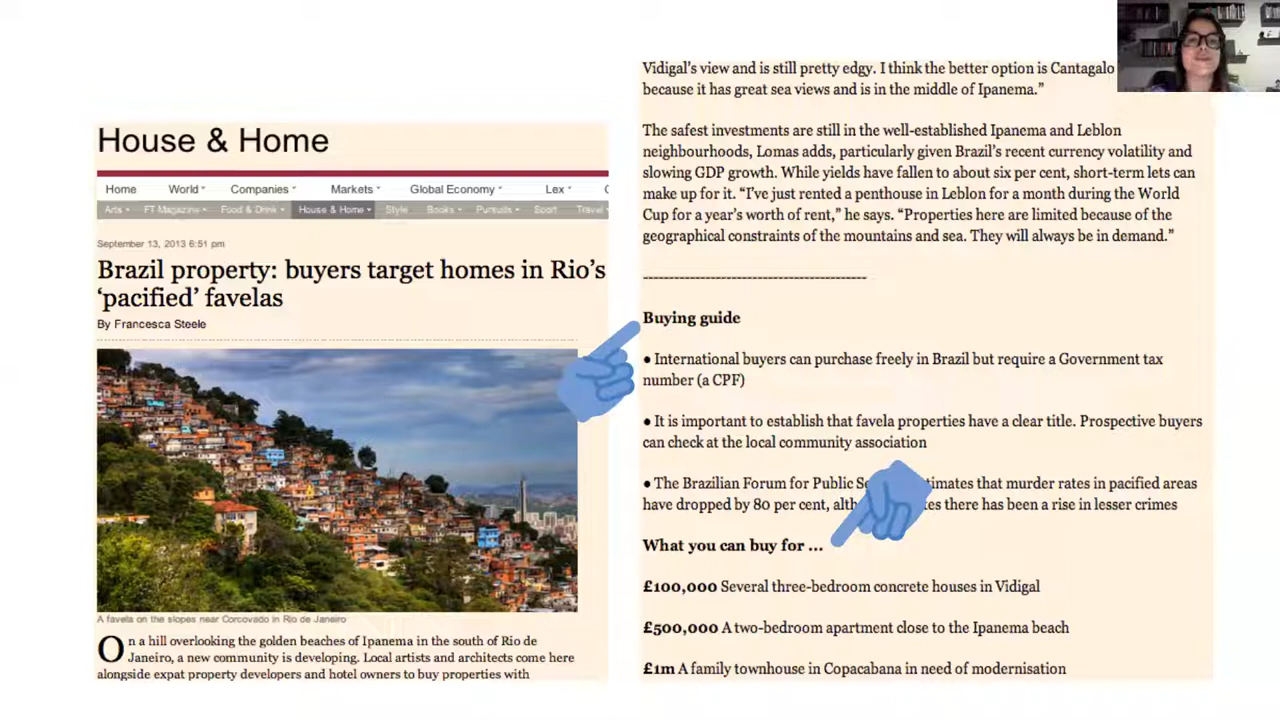 House & Home
Home World Companies Markets Global Economy Lex
Arts FT Magazine Food & Drink House & Home Style Books Pursuits Sport Travel
September 13, 2013 6:51 pm
Brazil property: buyers target homes in Rio’s
‘pacified’ favelas
By Francesca Steele
A favela on the slopes near Corcovado in Rio de Janeiro
On a hill overlooking the golden beaches of Ipanema in the south of Rio de
Janeiro, a new community is developing. Local artists and architects come here
alongside expat property developers and hotel owners to buy properties with
Vidigal’s view and is still pretty edgy. I think the better option is Cantagalo
because it has great sea views and is in the middle of Ipanema.”
The safest investments are still in the well-established Ipanema and Leblon
neighbourhoods, Lomas adds, particularly given Brazil’s recent currency volatility and
slowing GDP growth. While yields have fallen to about six per cent, short-term lets can
make up for it. “I’ve just rented a penthouse in Leblon for a month during the World
Cup for a year’s worth of rent,” he says. “Properties here are limited because of the
geographical constraints of the mountains and sea. They will always be in demand.”
Buying guide
● International buyers can purchase freely in Brazil but require a Government tax
number (a CPF)
● It is important to establish that favela properties have a clear title. Prospective buyers
can check at the local community association
● The Brazilian Forum for Public that murder rates in pacified areas
have dropped by 80 per cent, there has been a rise in lesser crimes
What you can buy for ...
£100,000 Several three-bedroom concrete houses in Vidigal
£500,000 A two-bedroom apartment close to the Ipanema beach
£1m A family townhouse in Copacabana in need of modernisation